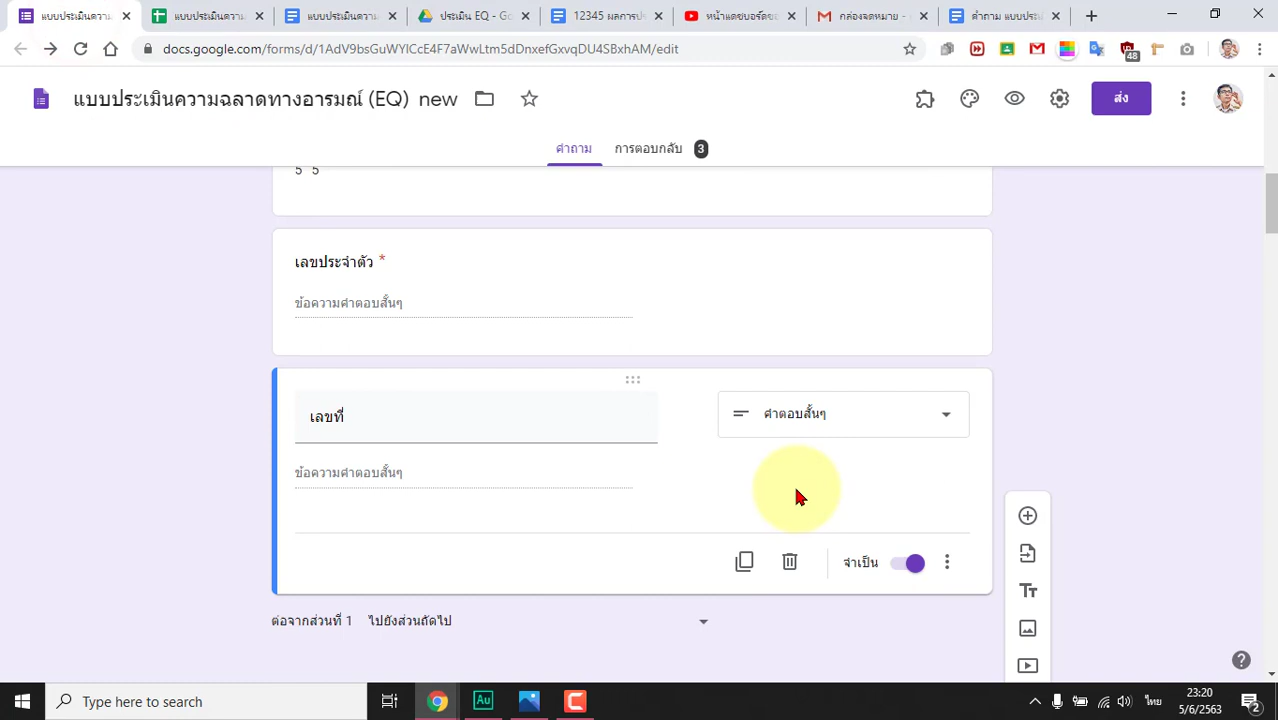 แบบประเมินความ
แบบประเมินความ
แบบประเมินความ
ประเมิน EQ - G
12345 ผลการปร
หน้าแดชบอร์ดขอ
กล่องจดหมาย -
คำถาม แบบประเ
docs.google.com/forms/d/1AdV9bsGuWYlCcE4F7aWwLtm5dDnxefGxvqDU4SBxhAM/edit
48
แบบประเมินความฉลาดทางอารมณ์ (EQ) new
ส่ง
คำถาม
การตอบกลับ 3
5 5
เลขประจำตัว *
ข้อความคำตอบสั้นๆ
เลขที่
คำตอบสั้นๆ
ข้อความคำตอบสั้นๆ
จำเป็น
ต่อจากส่วนที่ 1 ไปยังส่วนถัดไป
Tт
Type here to search
Au
ไทย
23:20
5/6/2563
2